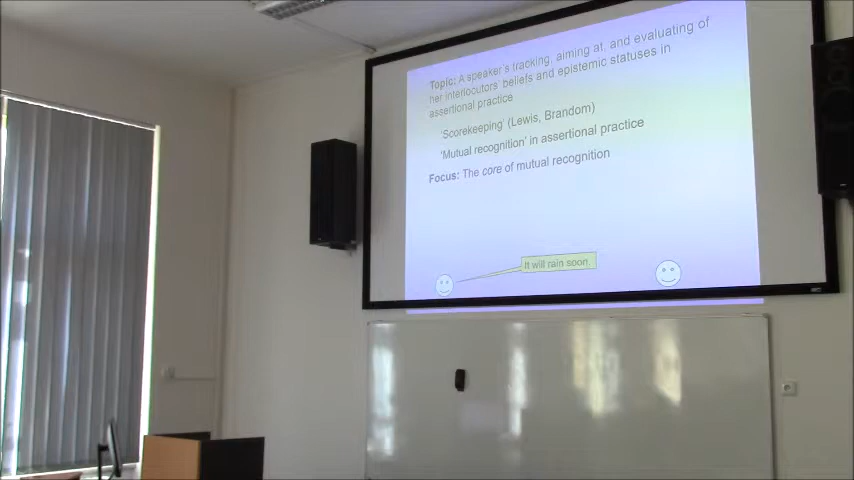 Topic: A speaker's tracking, aiming at, and evaluating of
her interlocutors' beliefs and epistemic statuses in
assertional practice
'Scorekeeping' (Lewis, Brandom)
'Mutual recognition' in assertional practice
Focus: The core of mutual recognition
It will rain soon.